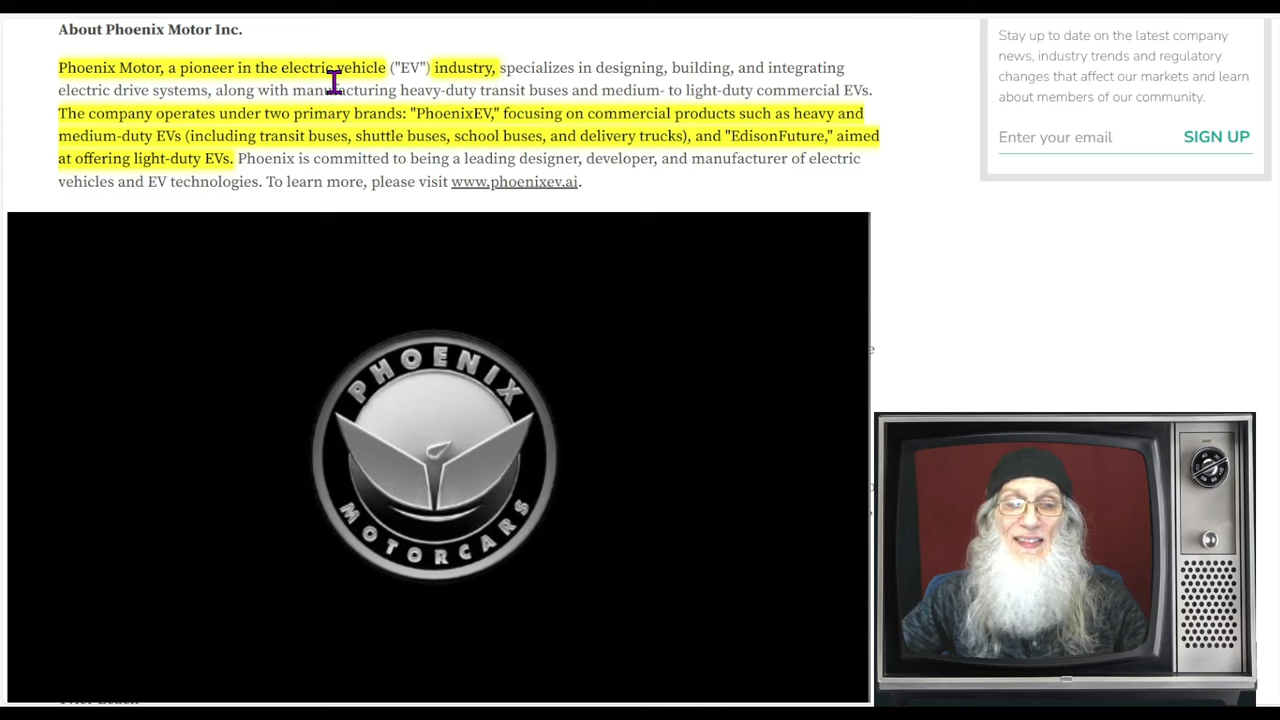 About Phoenix Motor Inc.
Phoenix Motor, a pioneer in the electric vehicle ("EV") industry, specializes in designing, building, and integrating
electric drive systems, along with manufacturing heavy-duty transit buses and medium- to light-duty commercial EVs.
The company operates under two primary brands: "PhoenixEV," focusing on commercial products such as heavy and
medium-duty EVs (including transit buses, shuttle buses, school buses, and delivery trucks), and "EdisonFuture," aimed
at offering light-duty EVs. Phoenix is committed to being a leading designer, developer, and manufacturer of electric
vehicles and EV technologies. To learn more, please visit www.phoenixev.ai.
Stay up to date on the latest company
news, industry trends and regulatory
changes that affect our markets and learn
about members of our community.
Enter your email SIGN UP
PHOENIX
MOTORCARS